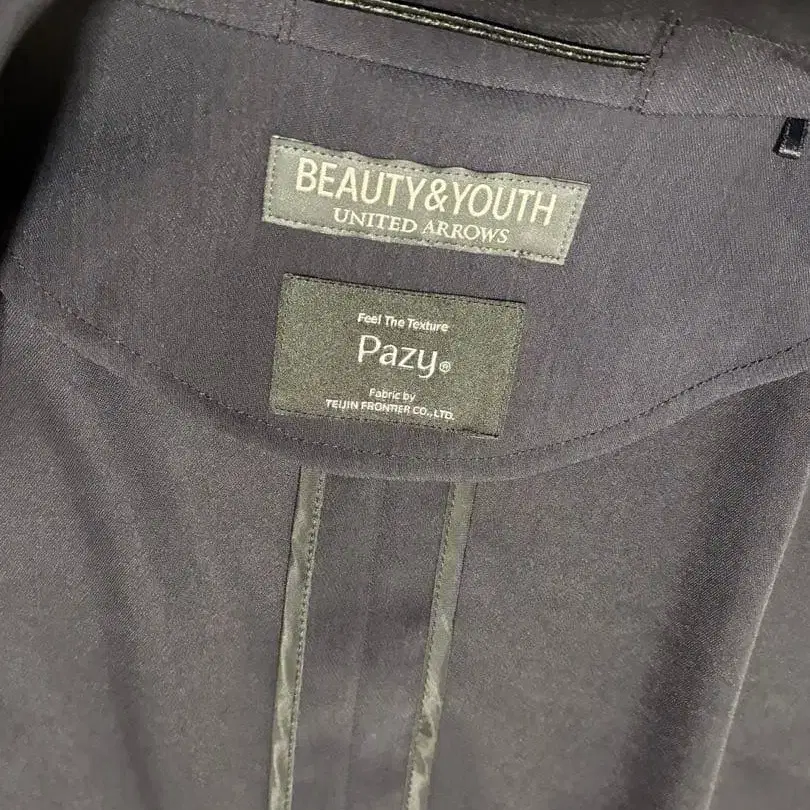 BEAUTY&YOUTH
UNITED ARROWS
Feel The Texture
Pazy®
Fabric by
TEIJIN FRONTIER CO.,LTD.